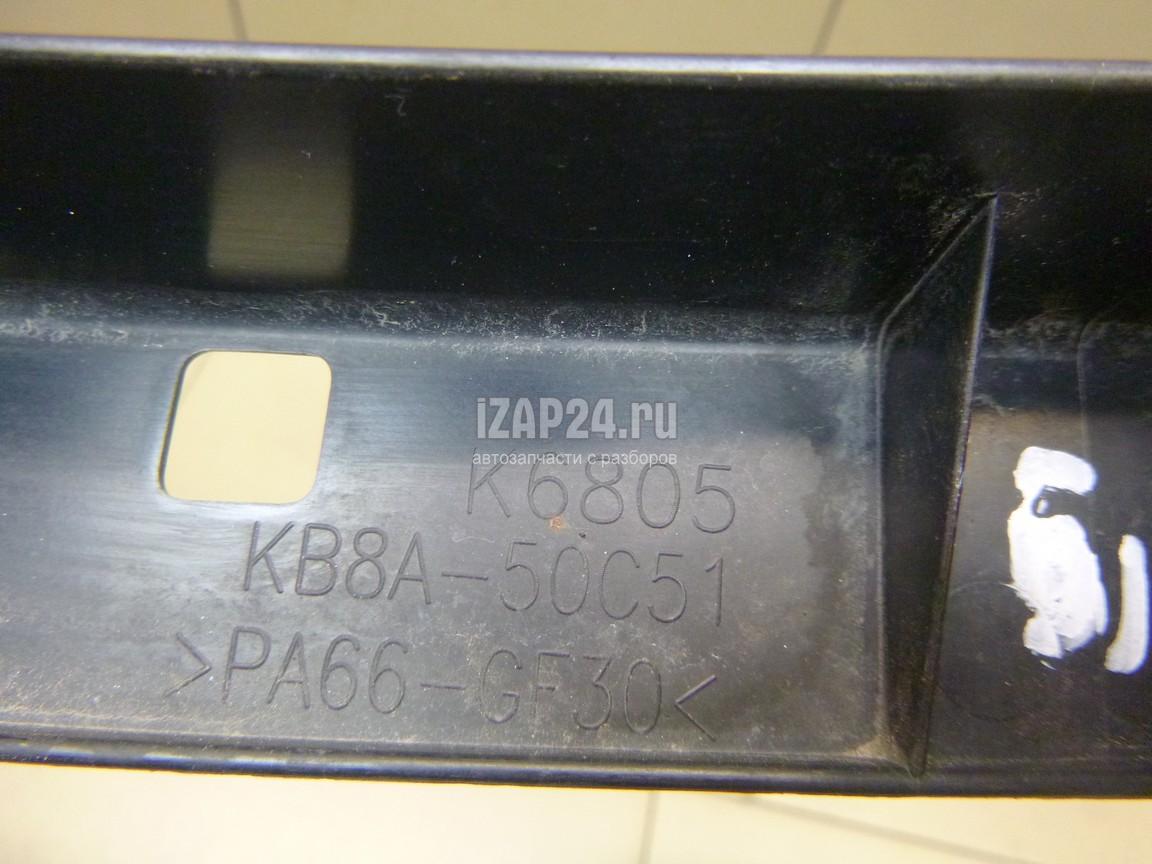 iZAP24.ru
автозапчасти с разборов
K6805
KB8A-50C51
>PA66-GF30<